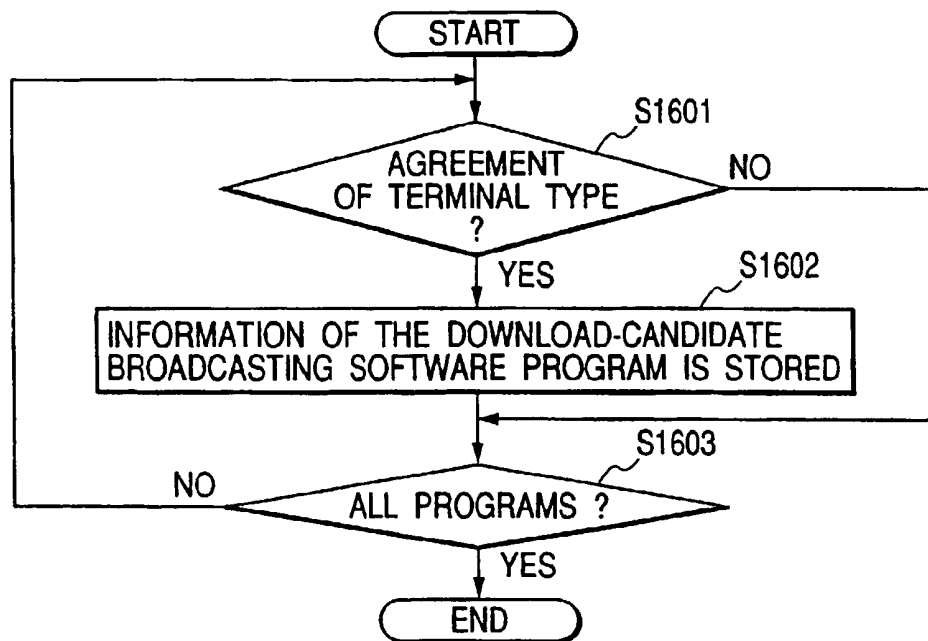 START
S1601
AGREEMENT
OF TERMINAL TYPE
?
NO
YES
S1602
INFORMATION OF THE DOWNLOAD-CANDIDATE
BROADCASTING SOFTWARE PROGRAM IS STORED
S1603
NO
ALL PROGRAMS ?
YES
END